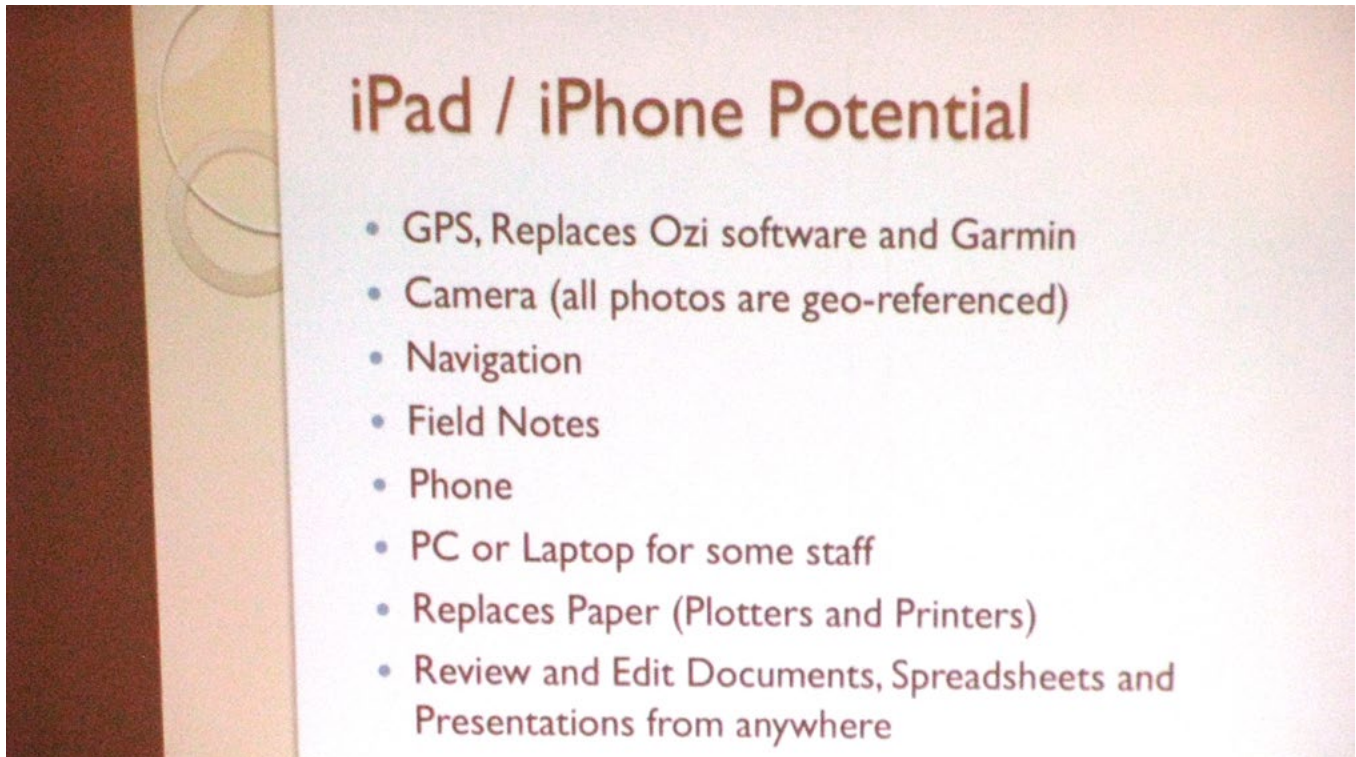 iPad / iPhone Potential
• GPS, Replaces Ozi software and Garmin
• Camera (all photos are geo-referenced)
• Navigation
• Field Notes
• Phone
• PC or Laptop for some staff
• Replaces Paper (Plotters and Printers)
• Review and Edit Documents, Spreadsheets and
Presentations from anywhere